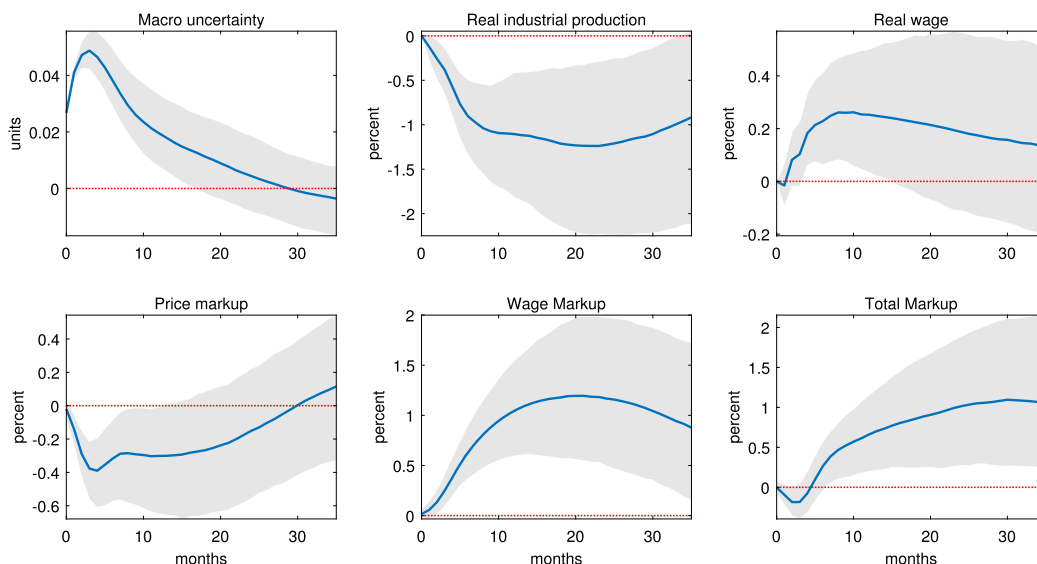 Macro uncertainty
units
0.04
0.02
0
0 10 20 30
Real industrial production
percent
0
-0.5
-1
-1.5
-2
0 10 20 30
Real wage
percent
0.4
0.2
0
-0.2
0 10 20 30
Price markup
percent
0.4
0.2
0
-0.2
-0.4
-0.6
0 10 20 30
months
Wage Markup
percent
2
1.5
1
0.5
0
0 10 20 30
months
Total Markup
percent
2
1.5
1
0.5
0
0 10 20 30
months